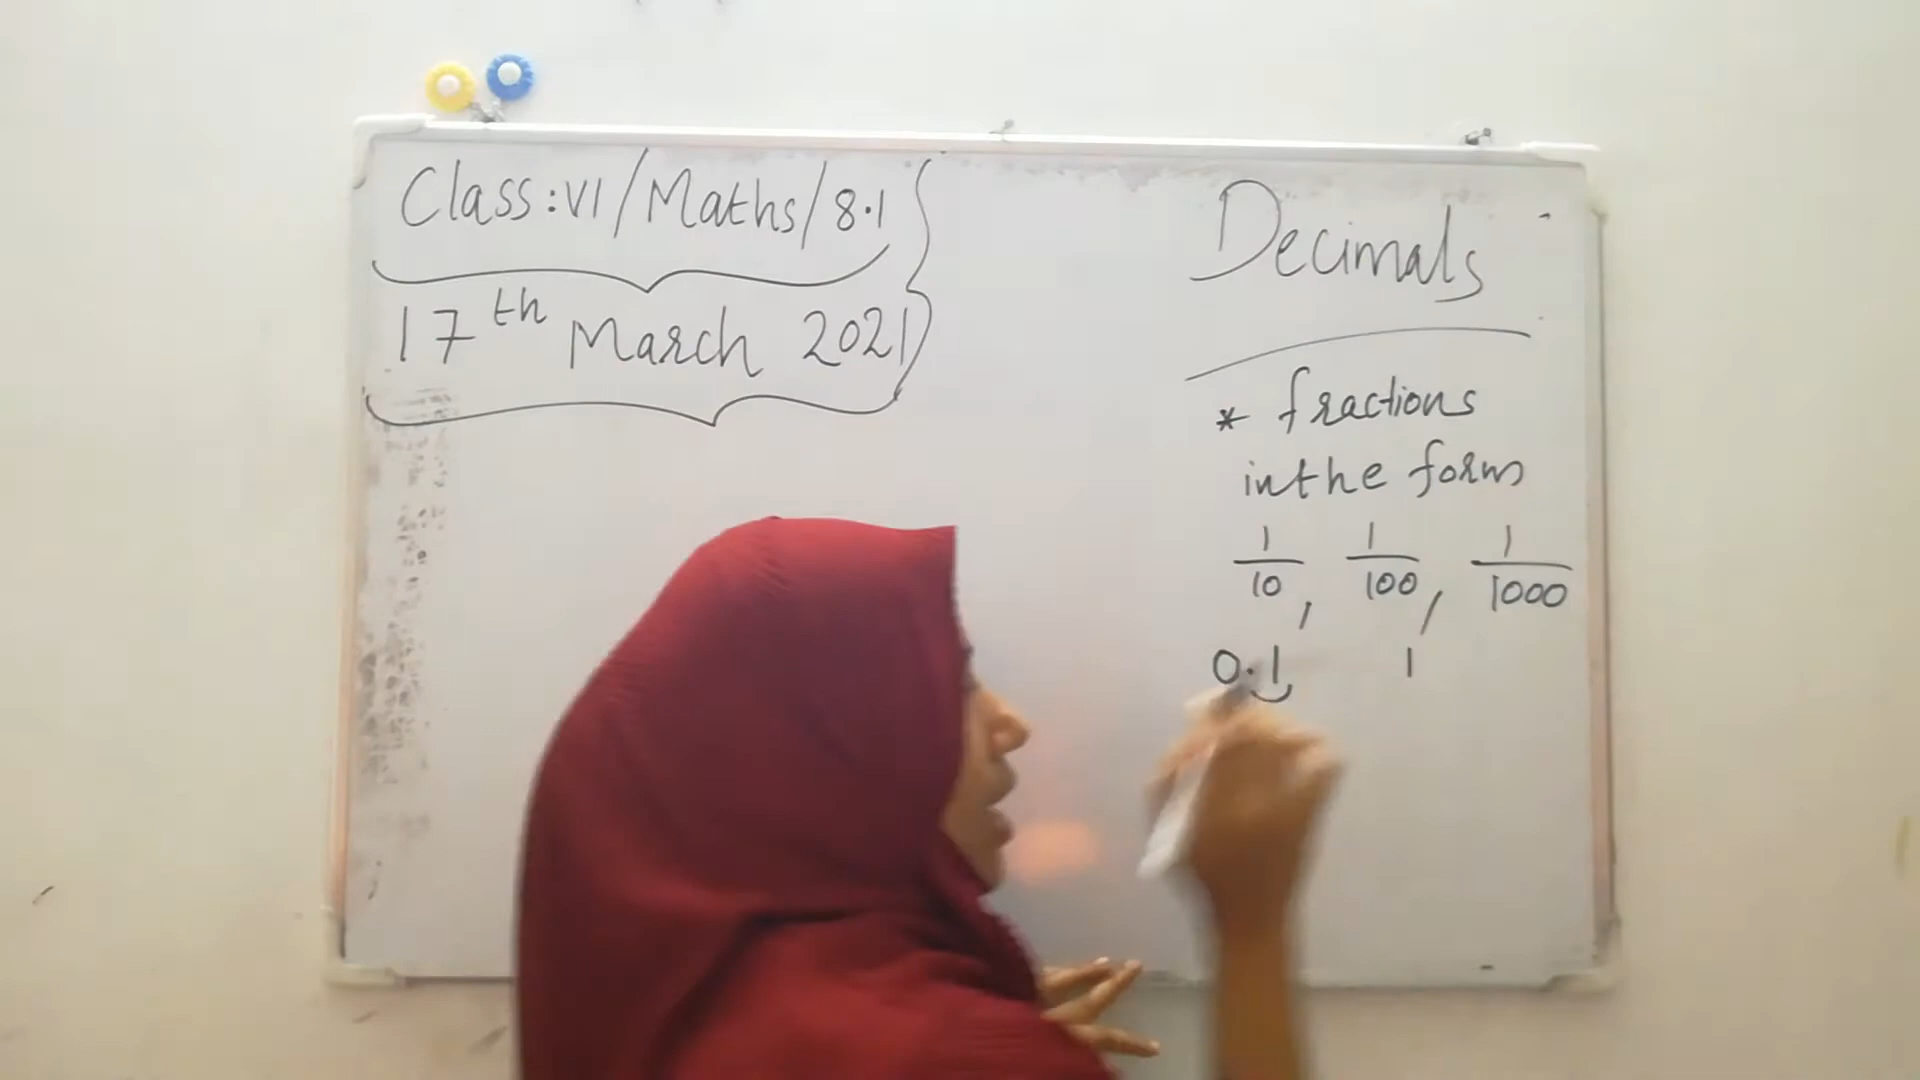 Class:VI/Maths/8.1
17th March 2021
Decimals
* fractions
in the form
1/10, 1/100, 1/1000
0.1 1